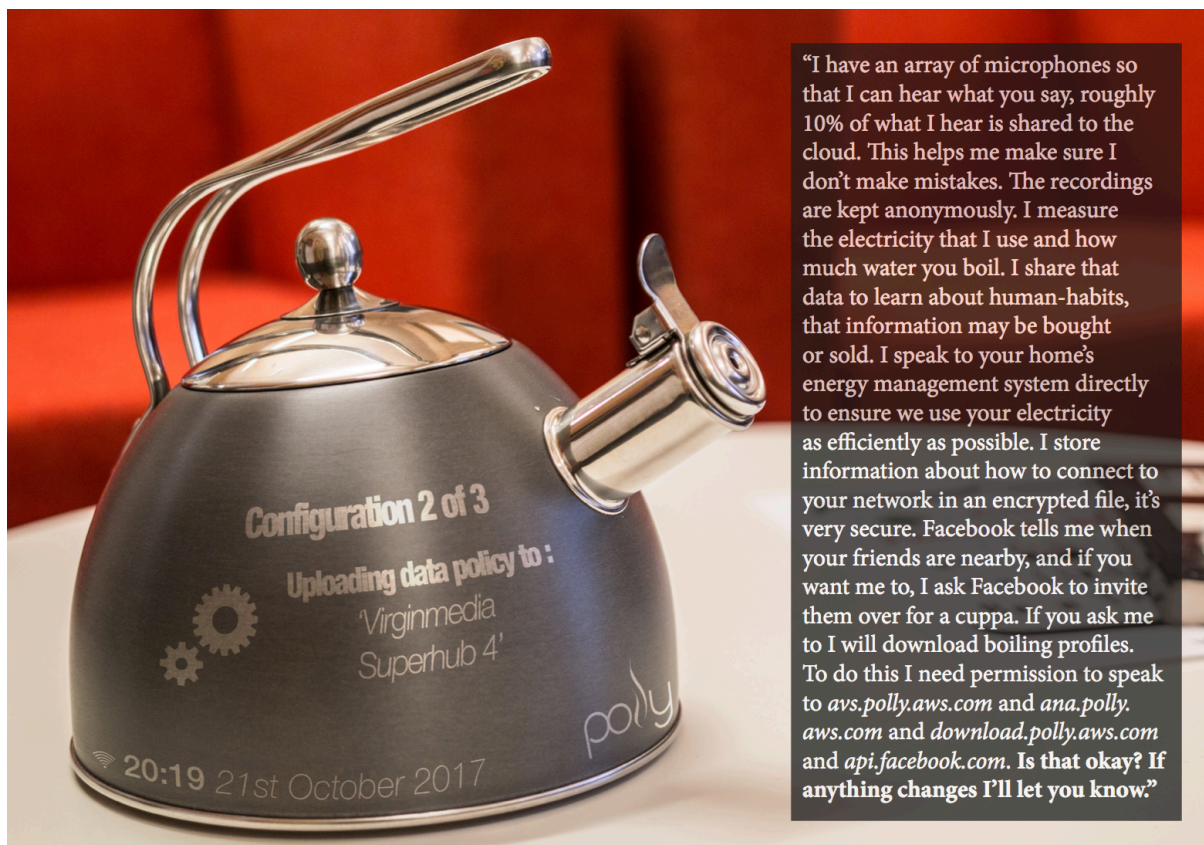 Configuration 2 of 3
Uploading data policy to :
'Virginmedia
Superhub 4'
polly
20:19 21st October 2017
“I have an array of microphones so
that I can hear what you say, roughly
10% of what I hear is shared to the
cloud. This helps me make sure I
don’t make mistakes. The recordings
are kept anonymously. I measure
the electricity that I use and how
much water you boil. I share that
data to learn about human-habits,
that information may be bought
or sold. I speak to your home’s
energy management system directly
to ensure we use your electricity
as efficiently as possible. I store
information about how to connect to
your network in an encrypted file, it’s
very secure. Facebook tells me when
your friends are nearby, and if you
want me to, I ask Facebook to invite
them over for a cuppa. If you ask me
to I will download boiling profiles.
To do this I need permission to speak
to avs.polly.aws.com and ana.polly.
aws.com and download.polly.aws.com
and api.facebook.com. Is that okay? If
anything changes I’ll let you know.”